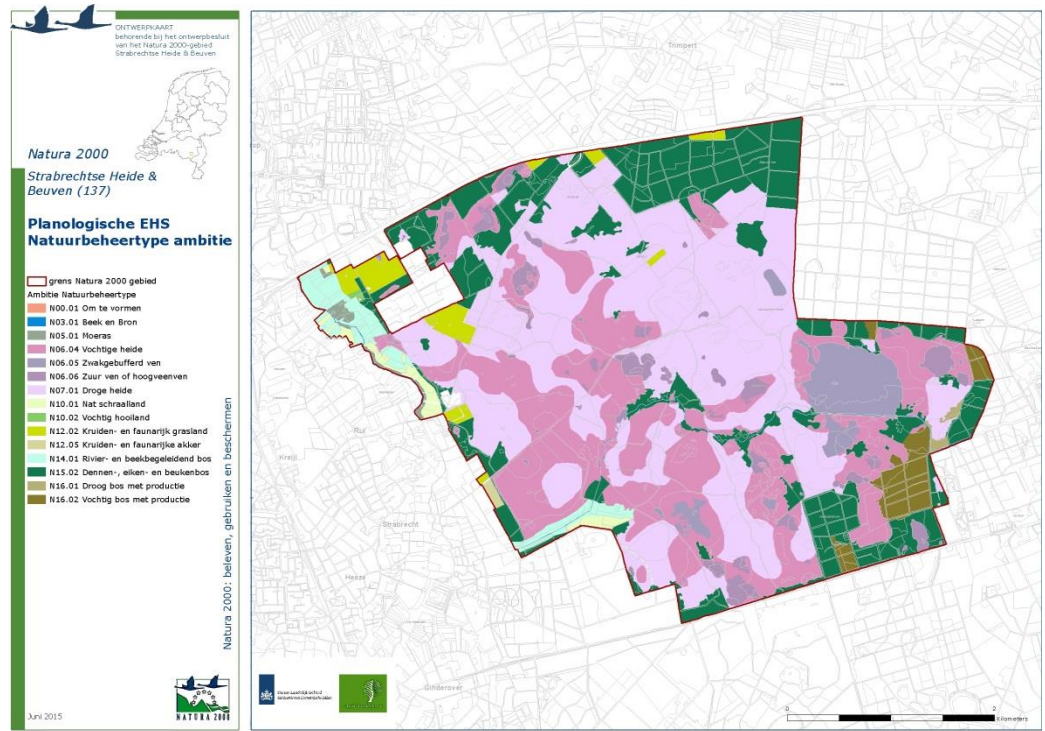 ONTWERPKAART
behorende bij het ontwerpbesluit
van het Natura 2000-gebied
Strabrechtse Heide & Beuven
Natura 2000
Strabrechtse Heide &
Beuven (137)
Planologische EHS
Natuurbeheertype ambitie
grens Natura 2000 gebied
Ambitie Natuurbeheertype
N00.01 Om te vormen
N03.01 Beek en Bron
N05.01 Moeras
N06.04 Vochtige heide
N06.05 Zwakgebufferd ven
N06.06 Zuur ven of hoogveenven
N07.01 Droge heide
N10.01 Nat schraalland
N10.02 Vochtig hooiland
N12.02 Kruiden- en faunarijk grasland
N12.05 Kruiden- en faunarijke akker
N14.01 Rivier- en beekbegeleidend bos
N15.02 Dennen-, eiken- en beukenbos
N16.01 Droog bos met productie
N16.02 Vochtig bos met productie
Natura 2000: beleven, gebruiken en beschermen
Juni 2015
NATURA 2000
Trimpert
Rul
Kreijl
Strabrecht
Heeze
Ginderover
0 2
Kilometers